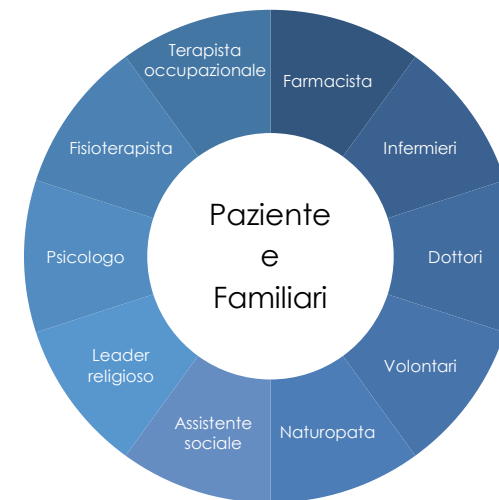 Terapista
occupazionale
Farmacista
Fisioterapista
Infermieri
Paziente
e
Familiari
Psicologo
Dottori
Leader
religioso
Volontari
Assistente
sociale
Naturopata